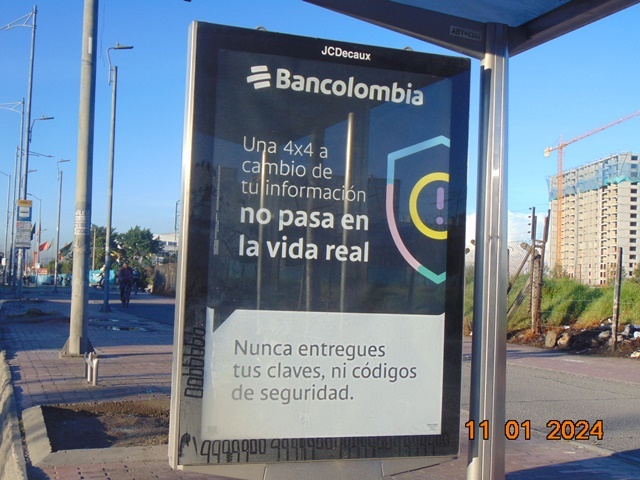 JCDecaux
Bancolombia
Una 4x4 a
cambio de
tu información
no pasa en
la vida real
Nunca entregues
tus claves, ni códigos
de seguridad.
11 01 2024